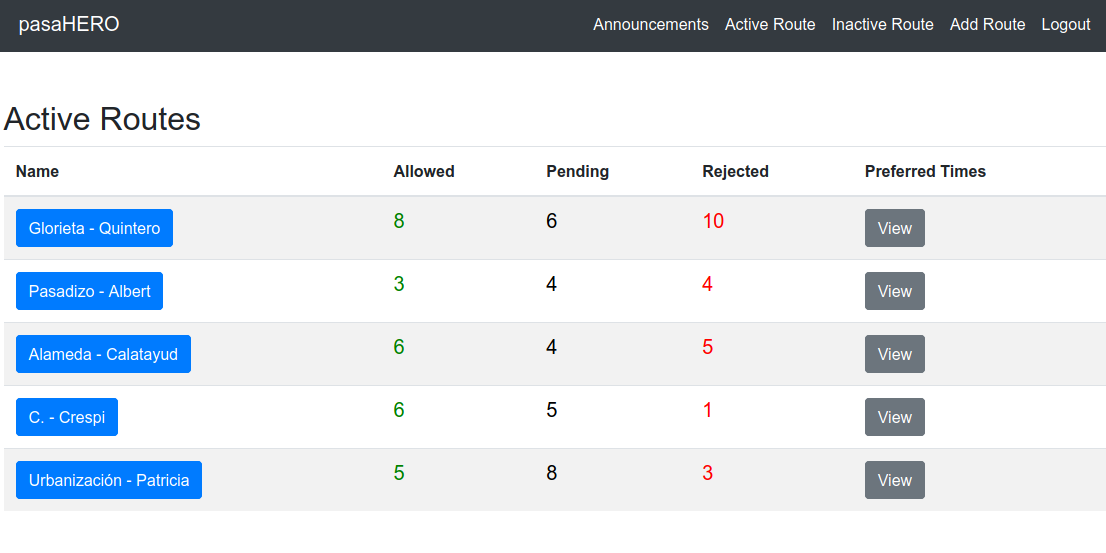 pasaHERO Announcements Active Route Inactive Route Add Route Logout
Active Routes
Name Allowed Pending Rejected Preferred Times
Glorieta - Quintero 8 6 10 View
Pasadizo - Albert 3 4 4 View
Alameda - Calatayud 6 4 5 View
C. - Crespi 6 5 1 View
Urbanización - Patricia 5 8 3 View